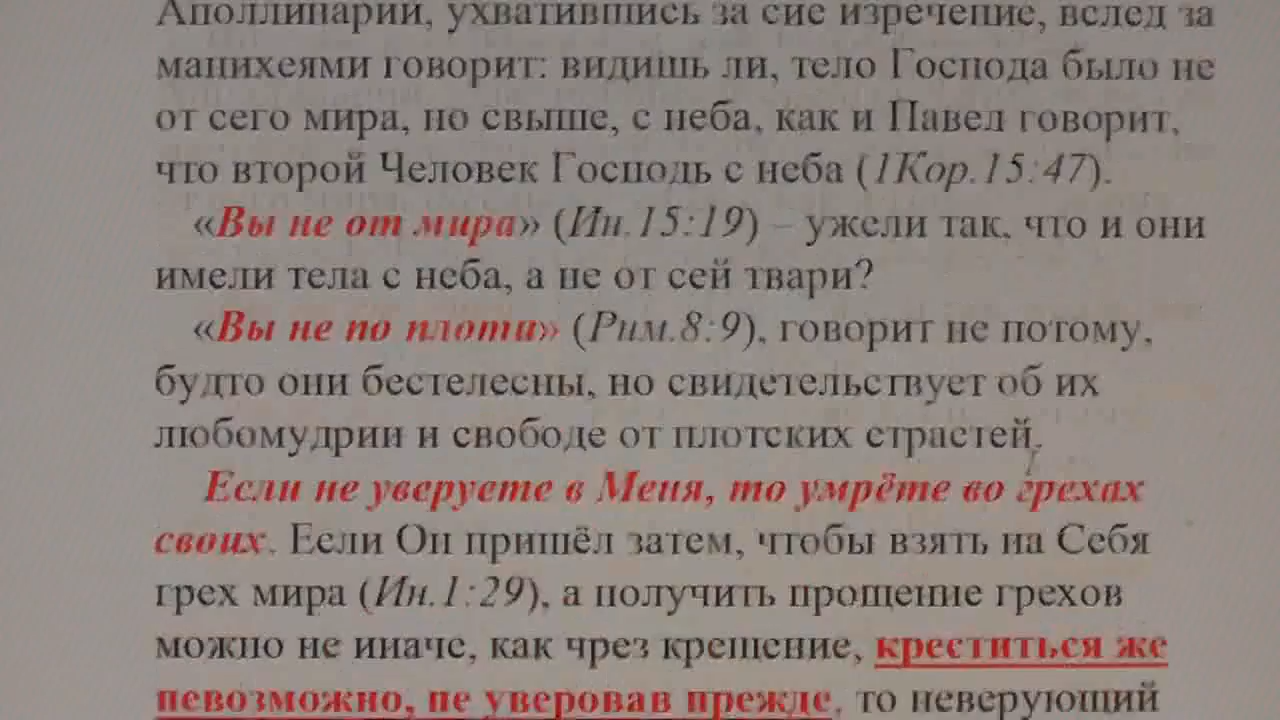 Аполлинарий, ухватившись за сие изречение, вслед за
манихеями говорит: видишь ли, тело Господа было не
от сего мира, но свыше, с неба, как и Павел говорит,
что второй Человек Господь с неба (1Кор.15:47).
«Вы не от мира» (Ин.15:19) – ужели так, что и они
имели тела с неба, а не от сей твари?
«Вы не по плоти» (Рим.8:9), говорит не потому,
будто они бестелесны, но свидетельствует об их
любомудрии и свободе от плотских страстей.
Если не уверуете в Меня, то умрёте во грехах
своих. Если Он пришёл затем, чтобы взять на Себя
грех мира (Ин.1:29), а получить прощение грехов
можно не иначе, как чрез крещение, креститься же
невозможно, не уверовав прежде, то неверующий